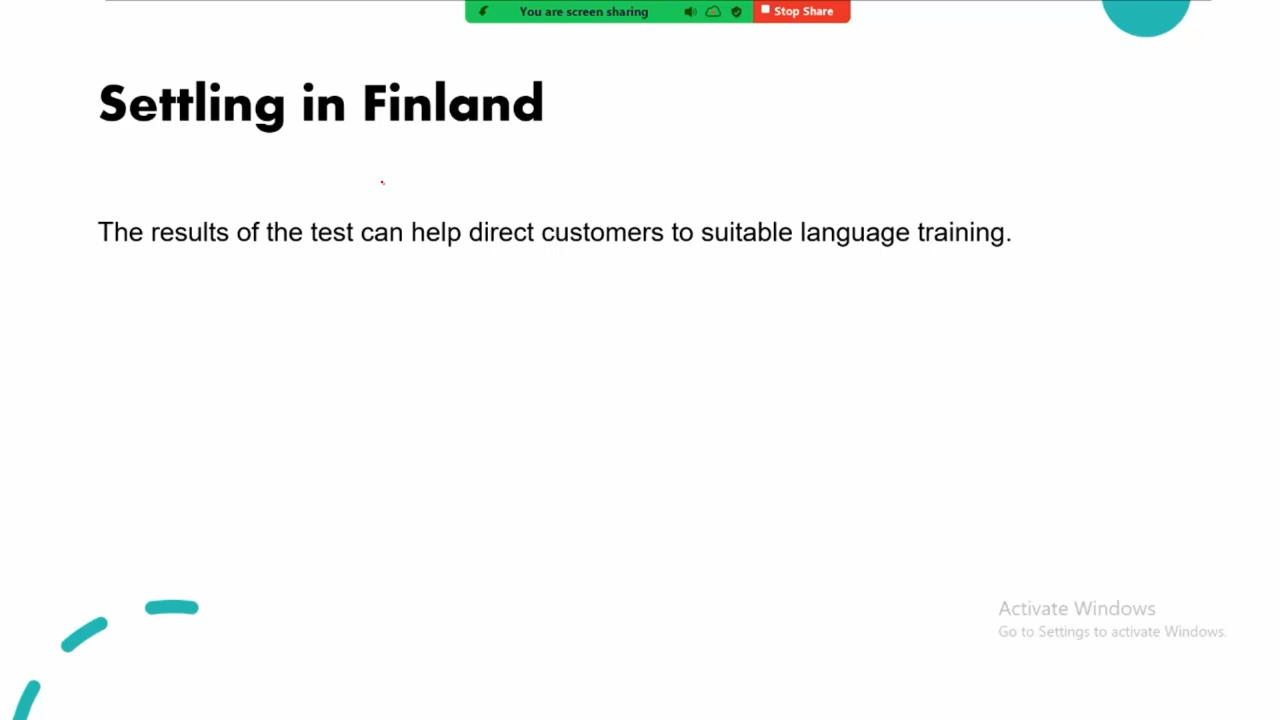 You are screen sharing
Stop Share
Settling in Finland
The results of the test can help direct customers to suitable language training.
Activate Windows
Go to Settings to activate Windows.